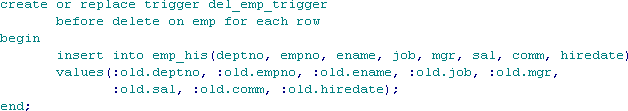 create or replace trigger del_emp_trigger
before delete on emp for each row
begin
insert into emp_his(deptno, empno, ename, job, mgr, sal, comm, hiredate)
values(:old.deptno, :old.empno, :old.ename, :old.job, :old.mgr,
:old.sal, :old.comm, :old.hiredate);
end;